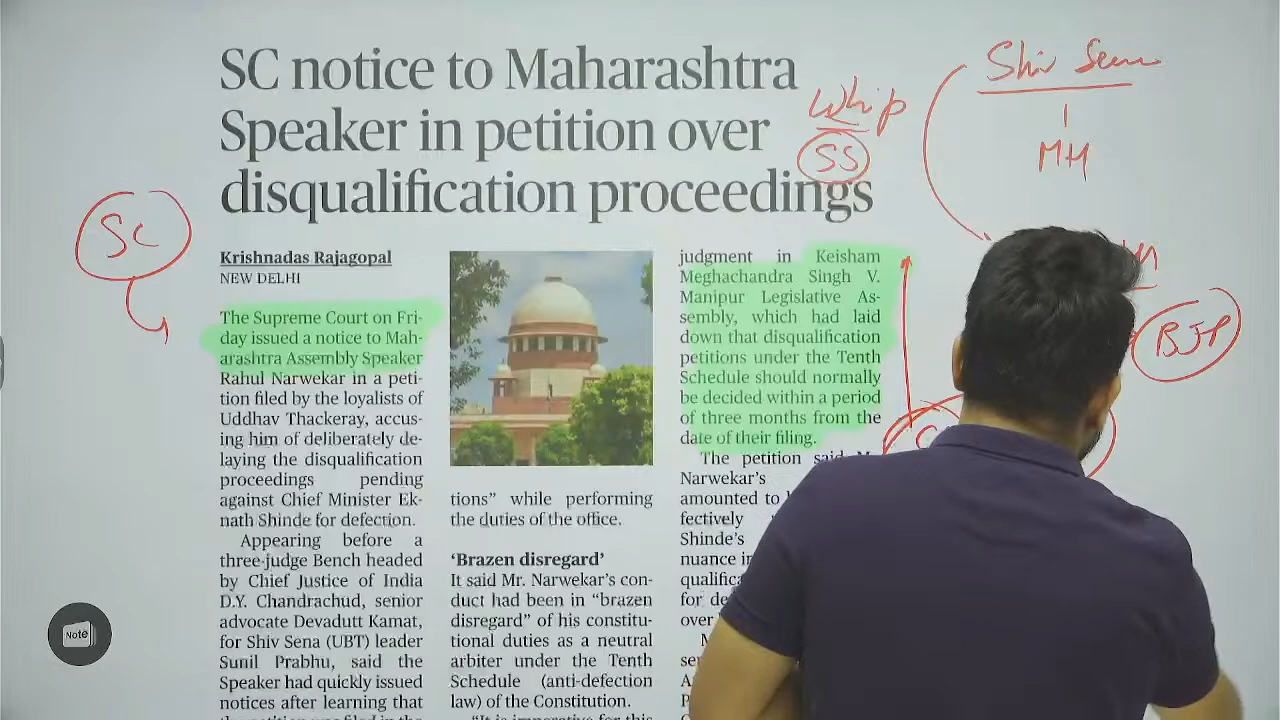 SC notice to Maharashtra
Speaker in petition over
disqualification proceedings
Krishnadas Rajagopal
NEW DELHI
The Supreme Court on Fri-
day issued a notice to Mah-
arashtra Assembly Speaker
Rahul Narwekar in a peti-
tion filed by the loyalists of
Uddhav Thackeray, accus-
ing him of deliberately de-
laying the disqualification
proceedings pending
against Chief Minister Ek-
nath Shinde for defection.
Appearing before a
three-judge Bench headed
by Chief Justice of India
D.Y. Chandrachud, senior
advocate Devadutt Kamat,
for Shiv Sena (UBT) leader
Sunil Prabhu, said the
Speaker had quickly issued
notices after learning that
tions” while performing
the duties of the office.
‘Brazen disregard’
It said Mr. Narwekar’s con-
duct had been in “brazen
disregard” of his constitu-
tional duties as a neutral
arbiter under the Tenth
Schedule (anti-defection
law) of the Constitution.
“It is imperative for this
judgment in Keisham
Meghachandra Singh V.
Manipur Legislative As-
sembly, which had laid
down that disqualification
petitions under the Tenth
Schedule should normally
be decided within a period
of three months from the
date of their filing.
The petition said
Narwekar’s
amounted to
fectively
Shinde’s
nuance in
for
over
SC
Whip
SS
Shiv Sena
MH
BJP
Note